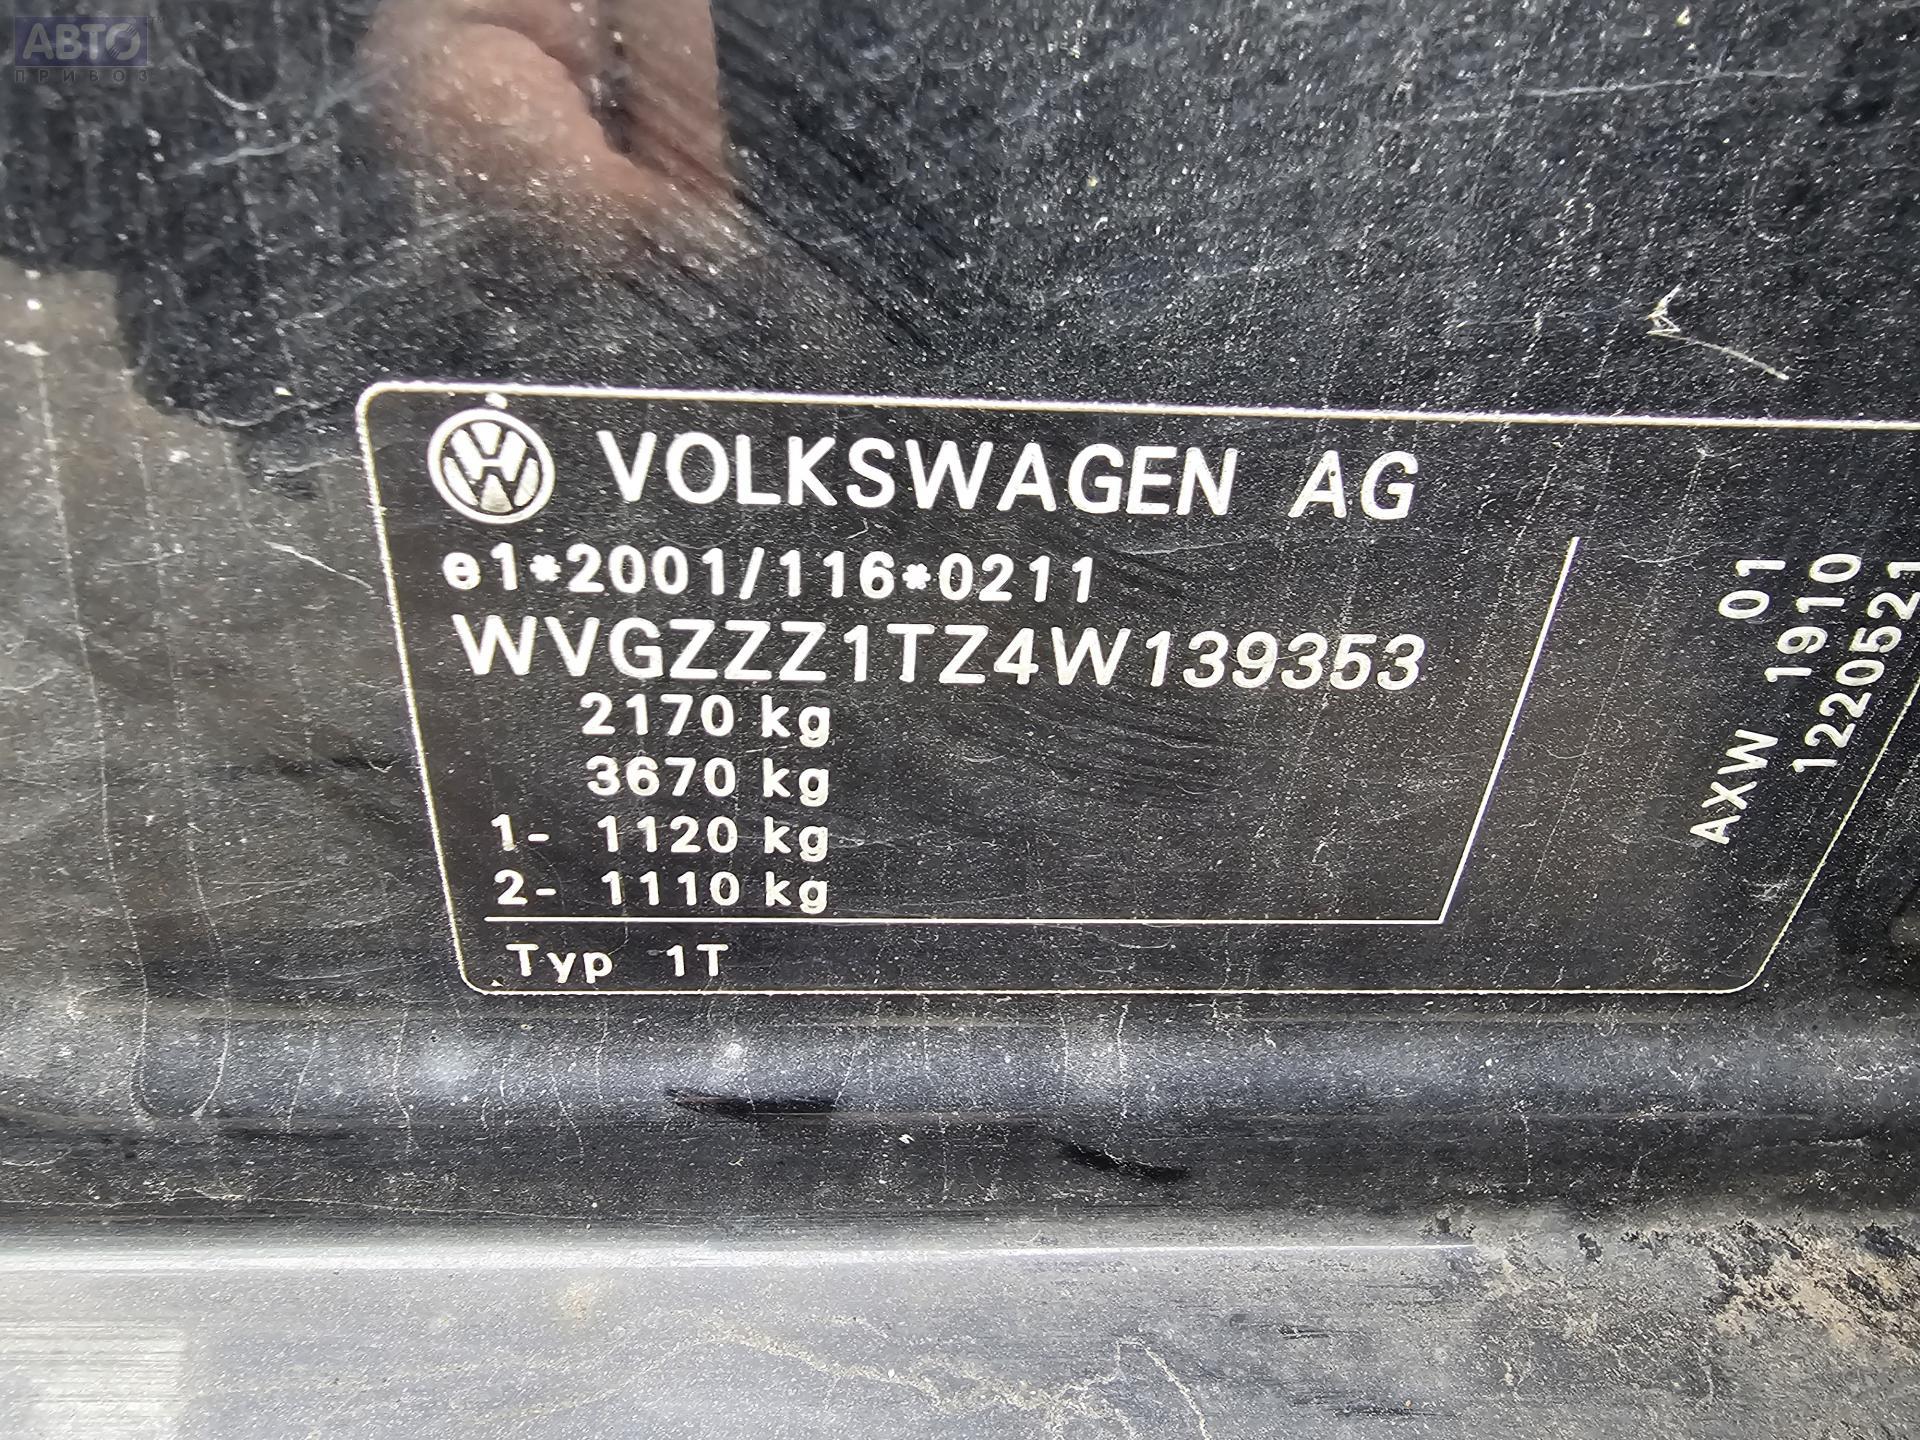 АВТО
ПРИВОЗ
VOLKSWAGEN AG
e1*2001/116*0211
WVGZZZ1TZ4W139353
2170 kg
3670 kg
1- 1120 kg
2- 1110 kg
Typ 1T
AXW 01
1910
1220521